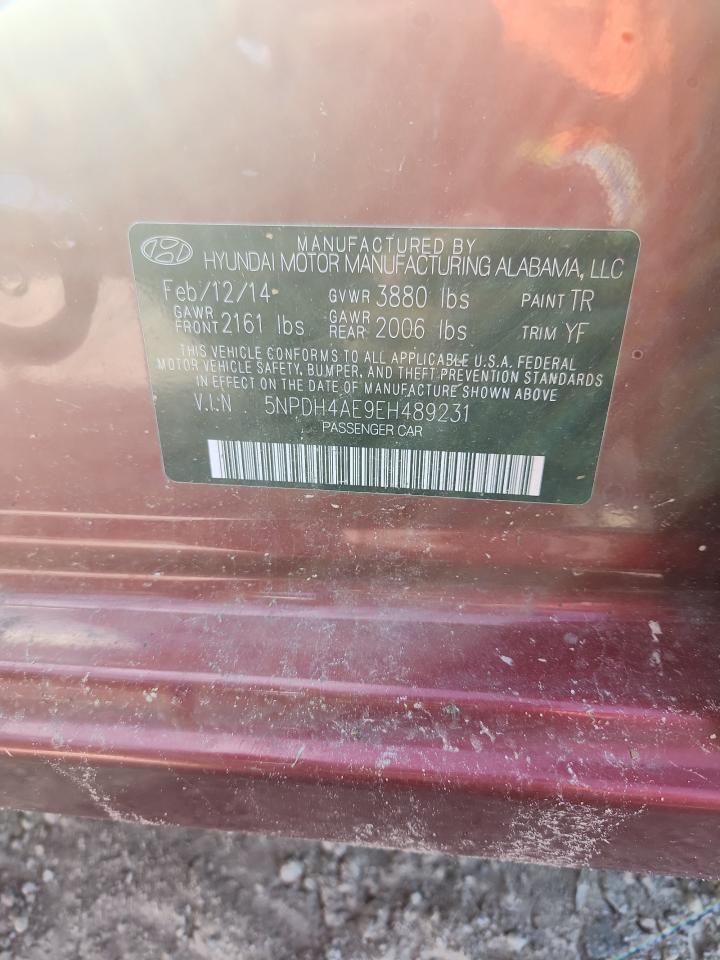 MANUFACTURED BY
HYUNDAI MOTOR MANUFACTURING ALABAMA, LLC
Feb/12/14 GVWR 3880 lbs PAINT TR
GAWR FRONT 2161 lbs GAWR REAR 2006 lbs TRIM YF
THIS VEHICLE CONFORMS TO ALL APPLICABLE U.S.A. FEDERAL
MOTOR VEHICLE SAFETY, BUMPER, AND THEFT PREVENTION STANDARDS
IN EFFECT ON THE DATE OF MANUFACTURE SHOWN ABOVE
V.I.N 5NPDH4AE9EH489231
PASSENGER CAR